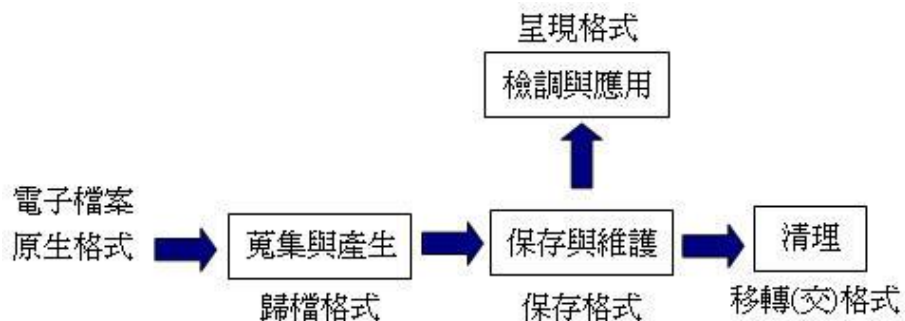 呈現格式
檢調與應用
電子檔案
原生格式
蒐集與產生
保存與維護
清理
歸檔格式
保存格式
移轉(交)格式